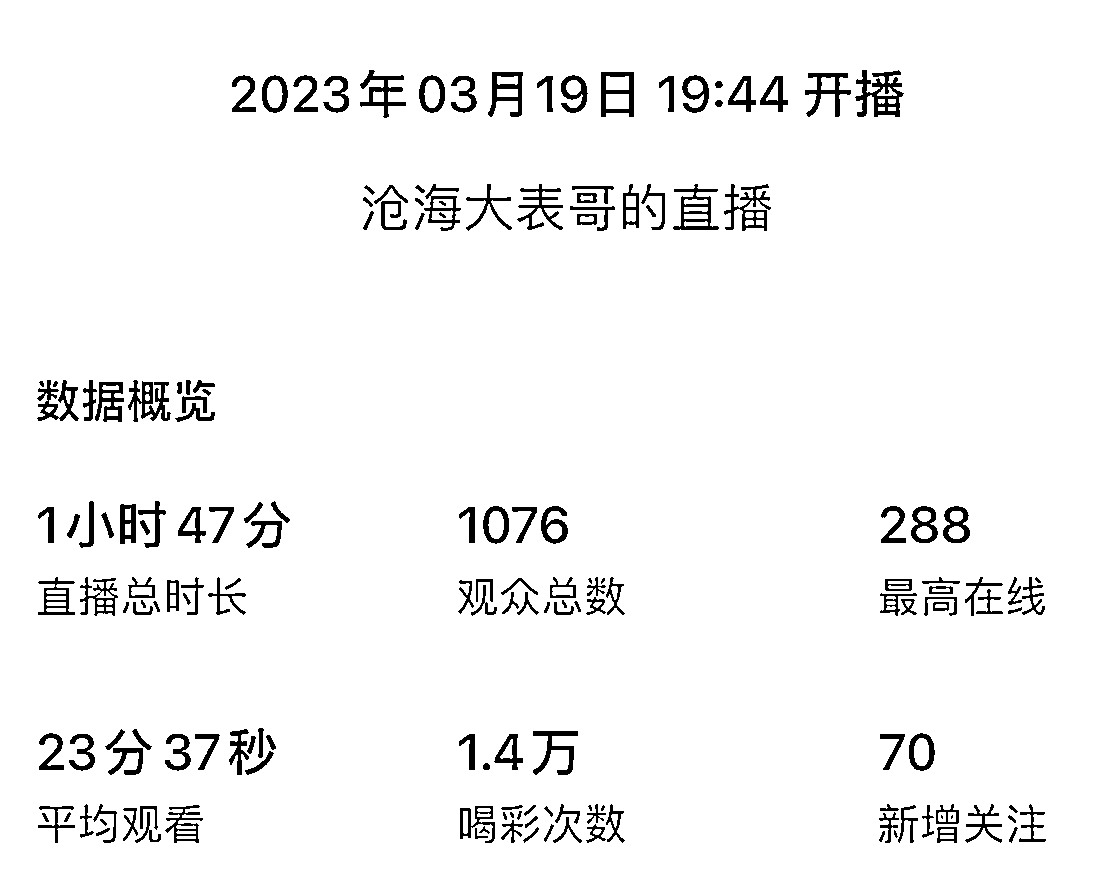 2023年03月19日 19:44 开播
沧海大表哥的直播
数据概览
1小时47分 1076 288
直播总时长 观众总数 最高在线
23分37秒 1.4万 70
平均观看 喝彩次数 新增关注